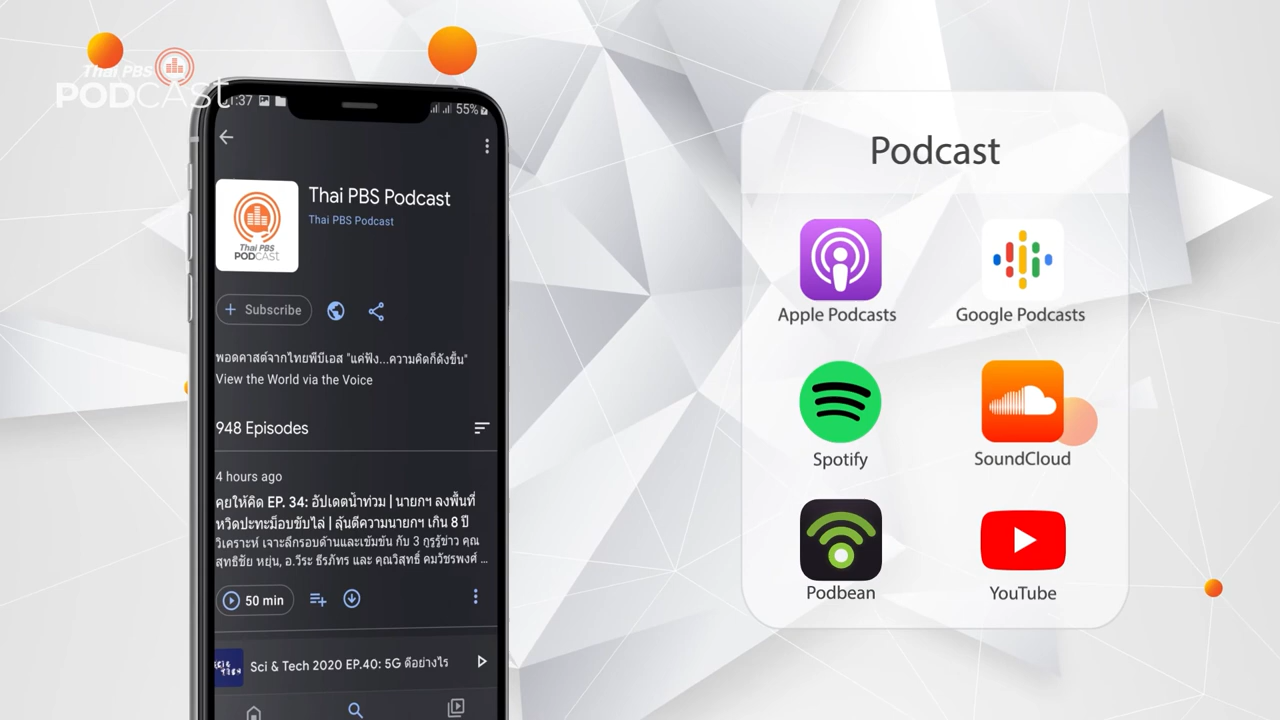 Thai PBS
PODCAST
1:37
55%
Thai PBS Podcast
Thai PBS Podcast
Thai PBS
PODCAST
+ Subscribe
พอดคาสต์จากไทยพีบีเอส "แค่ฟัง...ความคิดก็ดังขึ้น"
View the World via the Voice
948 Episodes
4 hours ago
คุยให้คิด EP. 34: อัปเดตน้ำท่วม | นายกฯ ลงพื้นที่
หวิดปะทะม็อบขับไล่ | ลุ้นตีความนายกฯ เกิน 8 ปี
วิเคราะห์ เจาะลึกรอบด้านและเข้มข้น กับ 3 กูรูรู้ข่าว คุณ
สุทธิชัย หยุ่น, อ.วีระ ธีรภัทร และ คุณวิสุทธิ์ คมวัชรพงศ์ ...
50 min
Sci & Tech 2020 EP.40: 5G ดีอย่างไร
Podcast
Apple Podcasts
Google Podcasts
Spotify
SoundCloud
Podbean
YouTube